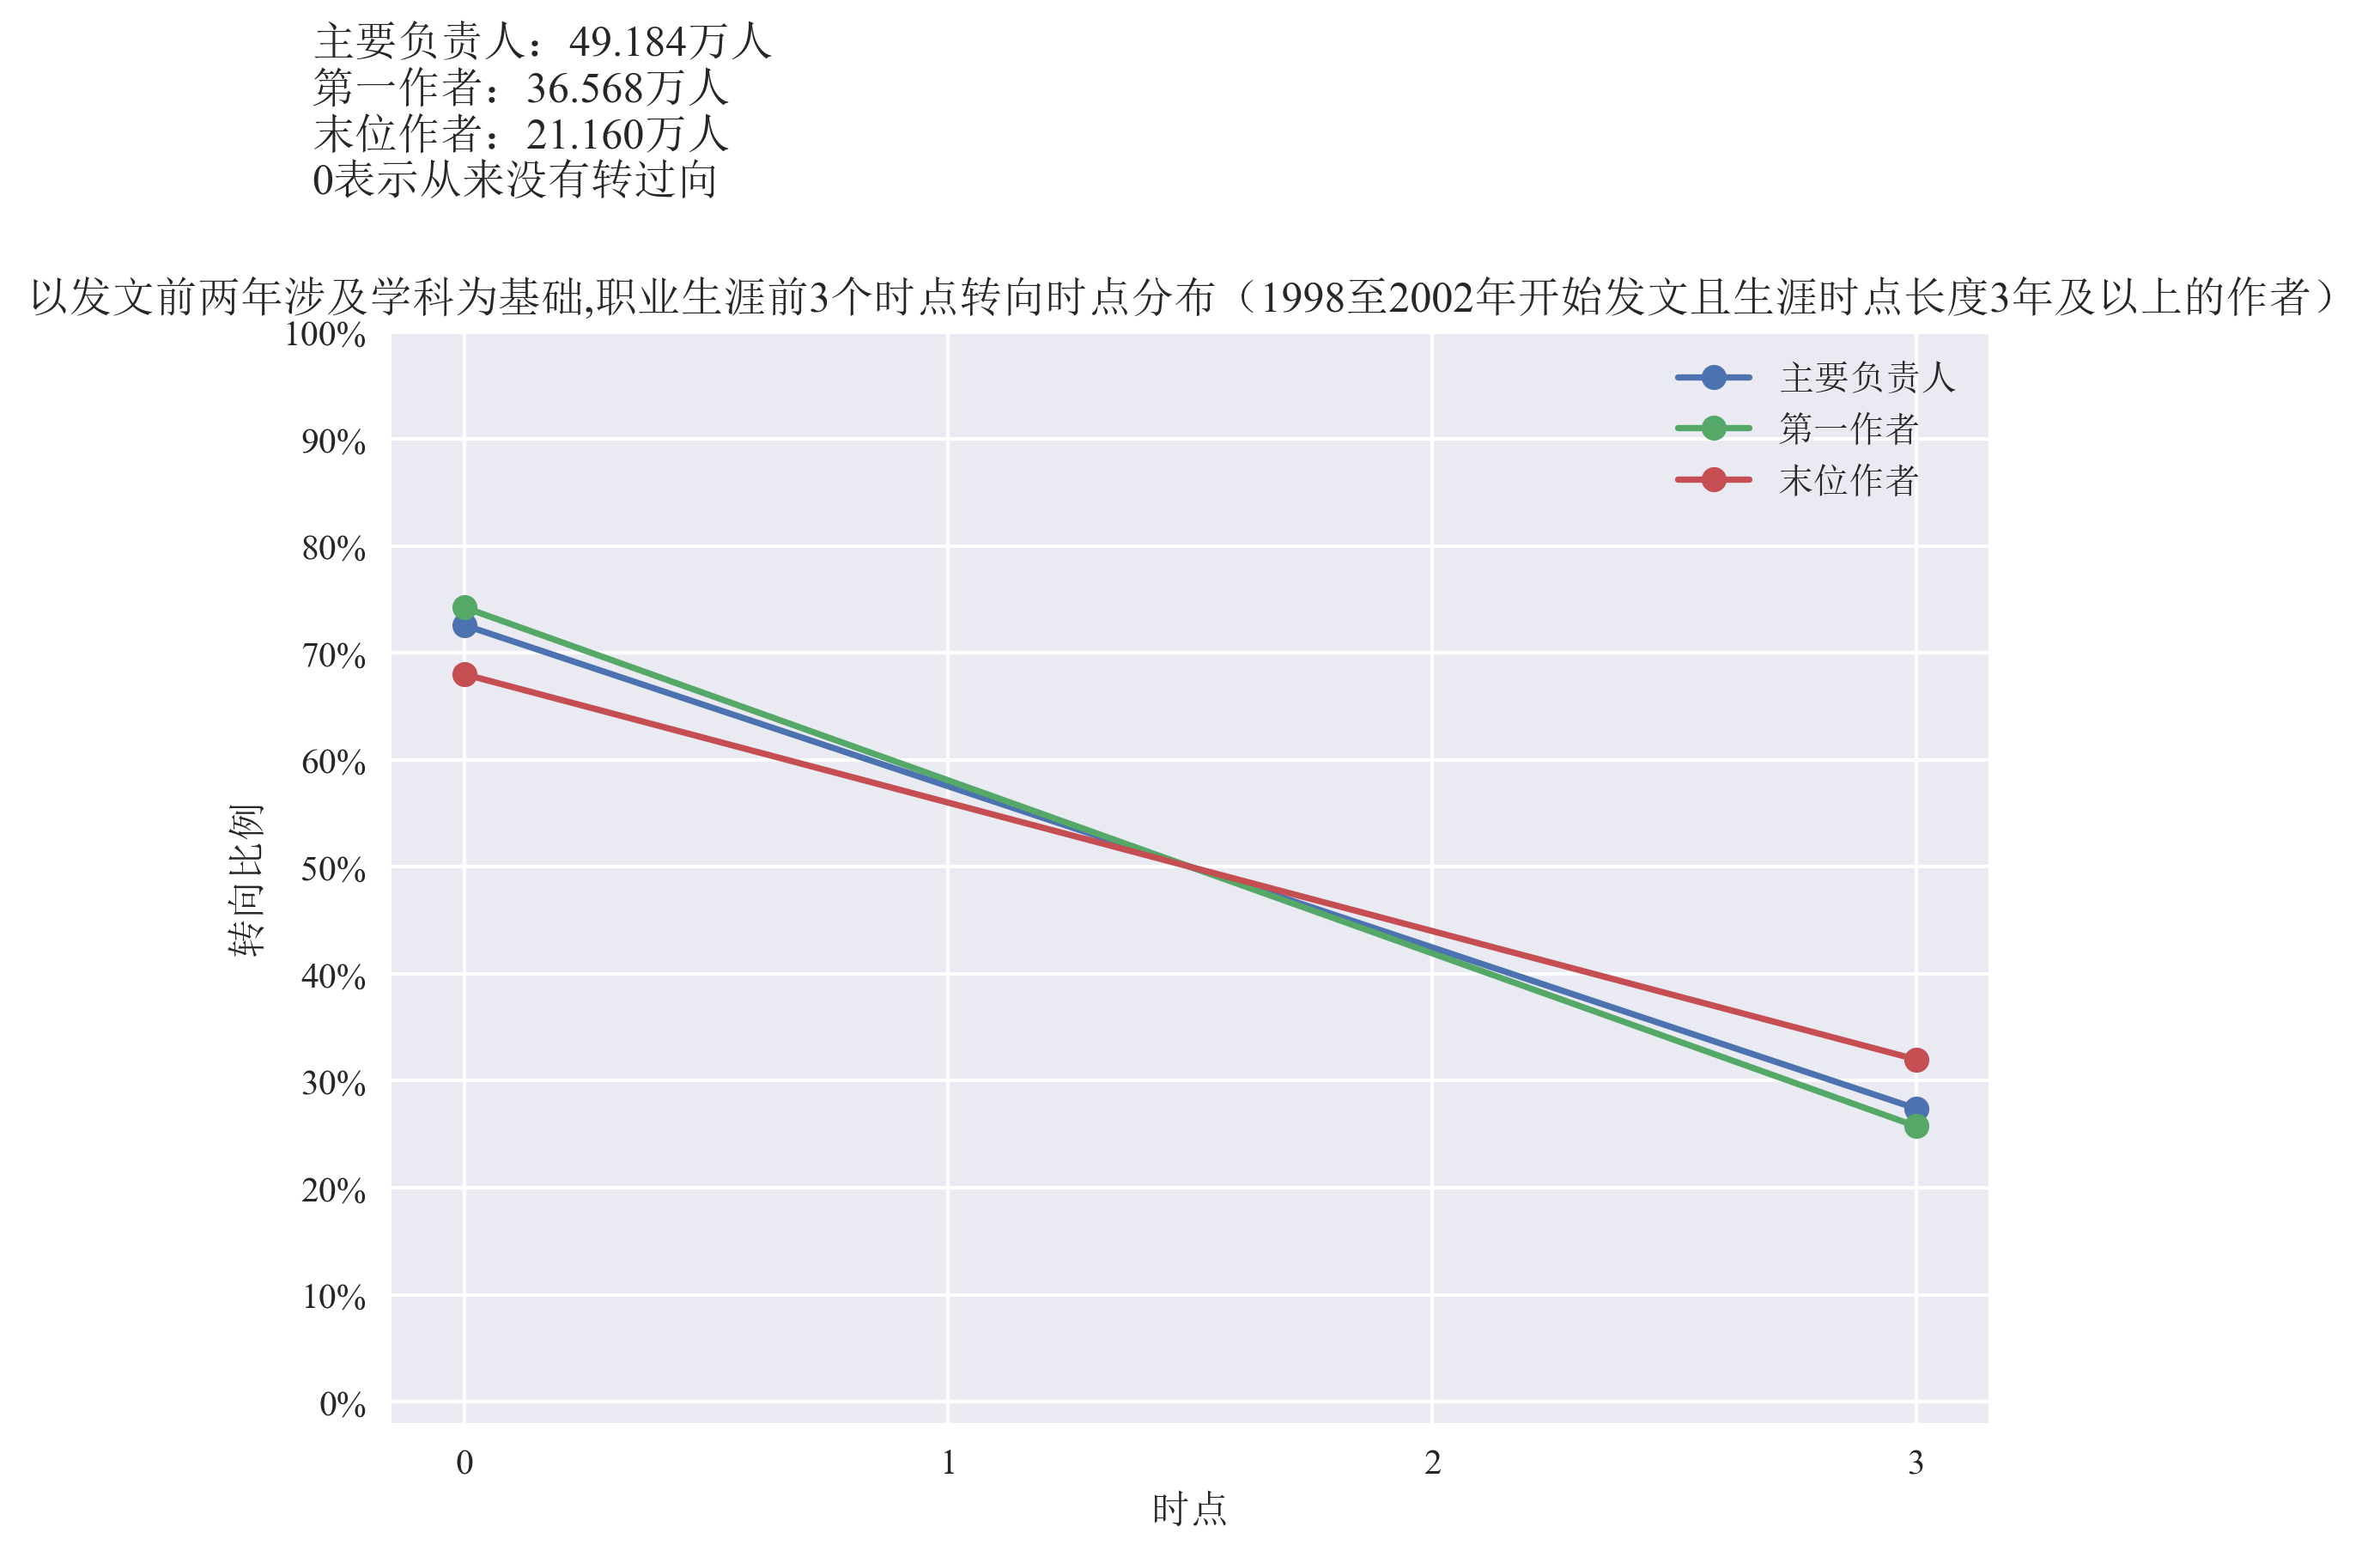 主要负责人：49.184万人
第一作者：36.568万人
末位作者：21.160万人
0表示从来没有转过向
以发文前两年涉及学科为基础,职业生涯前3个时点转向时点分布（1998至2002年开始发文且生涯时点长度3年及以上的作者）
100%
90%
80%
70%
60%
50%
40%
30%
20%
10%
0%
转向比例
主要负责人
第一作者
末位作者
0
1
2
3
时点